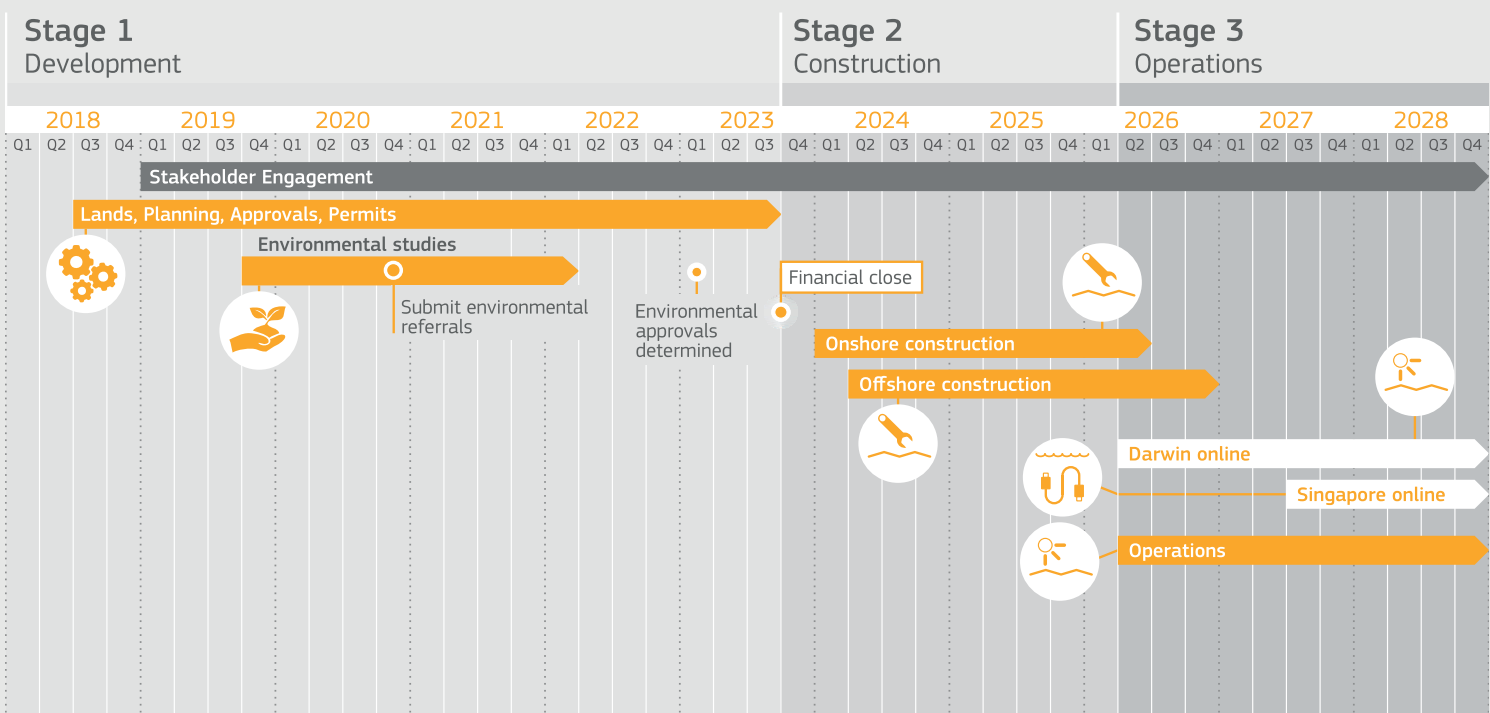 Stage 1
Development
Stage 2
Construction
Stage 3
Operations
2018 2019 2020 2021 2022 2023 2024 2025 2026 2027 2028
Q1 Q2 Q3 Q4 Q1 Q2 Q3 Q4 Q1 Q2 Q3 Q4 Q1 Q2 Q3 Q4 Q1 Q2 Q3 Q4 Q1 Q2 Q3 Q4 Q1 Q2 Q3 Q4 Q1 Q2 Q3 Q4 Q1 Q2 Q3 Q4 Q1 Q2 Q3 Q4 Q1 Q2 Q3 Q4
Stakeholder Engagement
Lands, Planning, Approvals, Permits
Environmental studies
Submit environmental
referrals
Environmental
approvals
determined
Financial close
Onshore construction
Offshore construction
Darwin online
Singapore online
Operations